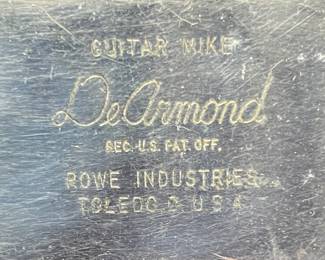 GUITAR MIKE
DeArmond
REG. U.S. PAT. OFF.
ROWE INDUSTRIES
TOLEDO O. U S A